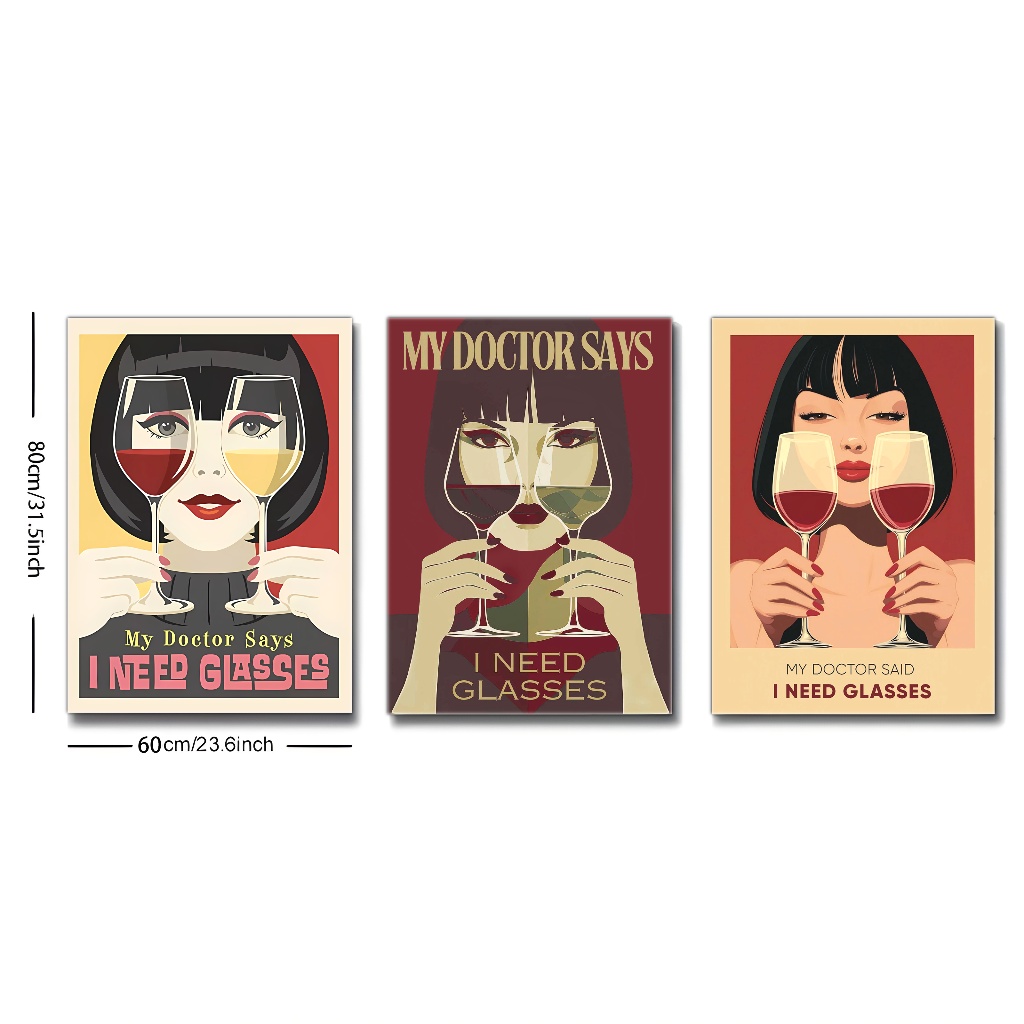 80cm/31.5inch
My Doctor Says
I NEED GLASSES
60cm/23.6inch
MY DOCTOR SAYS
I NEED
GLASSES
MY DOCTOR SAID
I NEED GLASSES